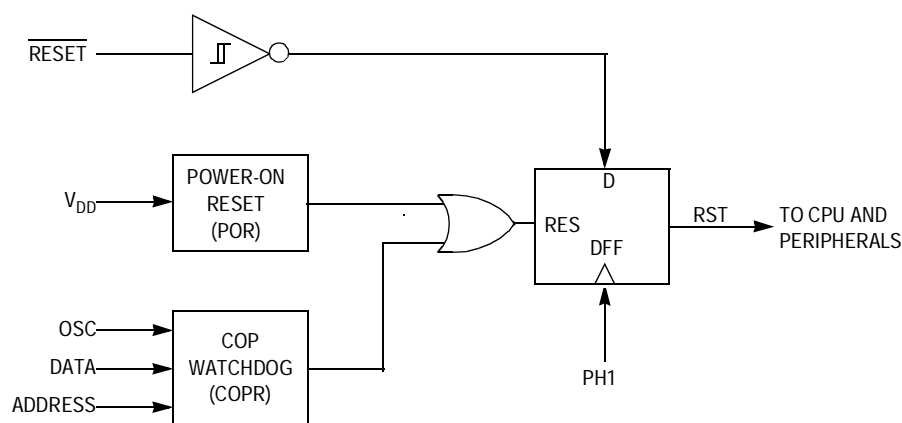 RESET
POWER-ON
RESET
(POR)
VDD
D
RES
DFF
RST
TO CPU AND
PERIPHERALS
OSC
DATA
ADDRESS
COP
WATCHDOG
(COPR)
PH1